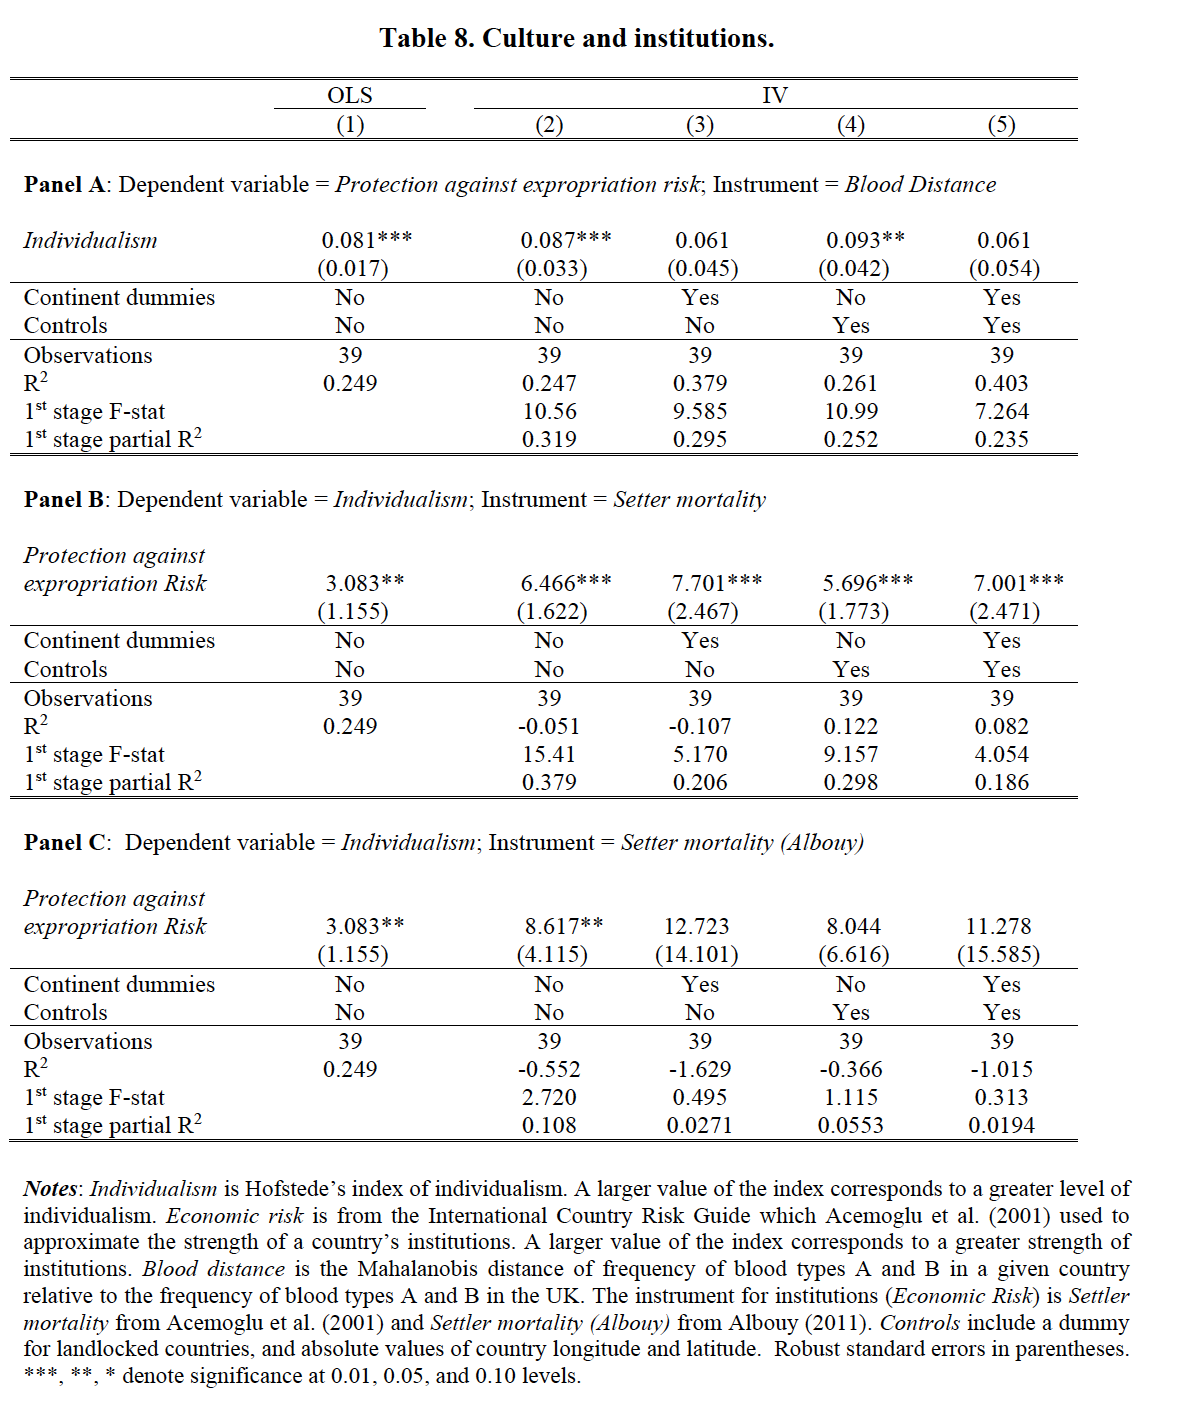 Table 8. Culture and institutions.
OLS IV
(1) (2) (3) (4) (5)
Panel A: Dependent variable = Protection against expropriation risk; Instrument = Blood Distance
Individualism 0.081*** 0.087*** 0.061 0.093** 0.061
(0.017) (0.033) (0.045) (0.042) (0.054)
Continent dummies No No Yes No Yes
Controls No No No Yes Yes
Observations 39 39 39 39 39
R2 0.249 0.247 0.379 0.261 0.403
1st stage F-stat 10.56 9.585 10.99 7.264
1st stage partial R2 0.319 0.295 0.252 0.235
Panel B: Dependent variable = Individualism; Instrument = Setter mortality
Protection against
expropriation Risk 3.083** 6.466*** 7.701*** 5.696*** 7.001***
(1.155) (1.622) (2.467) (1.773) (2.471)
Continent dummies No No Yes No Yes
Controls No No No Yes Yes
Observations 39 39 39 39 39
R2 0.249 -0.051 -0.107 0.122 0.082
1st stage F-stat 15.41 5.170 9.157 4.054
1st stage partial R2 0.379 0.206 0.298 0.186
Panel C: Dependent variable = Individualism; Instrument = Setter mortality (Albouy)
Protection against
expropriation Risk 3.083** 8.617** 12.723 8.044 11.278
(1.155) (4.115) (14.101) (6.616) (15.585)
Continent dummies No No Yes No Yes
Controls No No No Yes Yes
Observations 39 39 39 39 39
R2 0.249 -0.552 -1.629 -0.366 -1.015
1st stage F-stat 2.720 0.495 1.115 0.313
1st stage partial R2 0.108 0.0271 0.0553 0.0194
Notes: Individualism is Hofstede's index of individualism. A larger value of the index corresponds to a greater level of
individualism. Economic risk is from the International Country Risk Guide which Acemoglu et al. (2001) used to
approximate the strength of a country's institutions. A larger value of the index corresponds to a greater strength of
institutions. Blood distance is the Mahalanobis distance of frequency of blood types A and B in a given country
relative to the frequency of blood types A and B in the UK. The instrument for institutions (Economic Risk) is Settler
mortality from Acemoglu et al. (2001) and Settler mortality (Albouy) from Albouy (2011). Controls include a dummy
for landlocked countries, and absolute values of country longitude and latitude. Robust standard errors in parentheses.
***, **, * denote significance at 0.01, 0.05, and 0.10 levels.